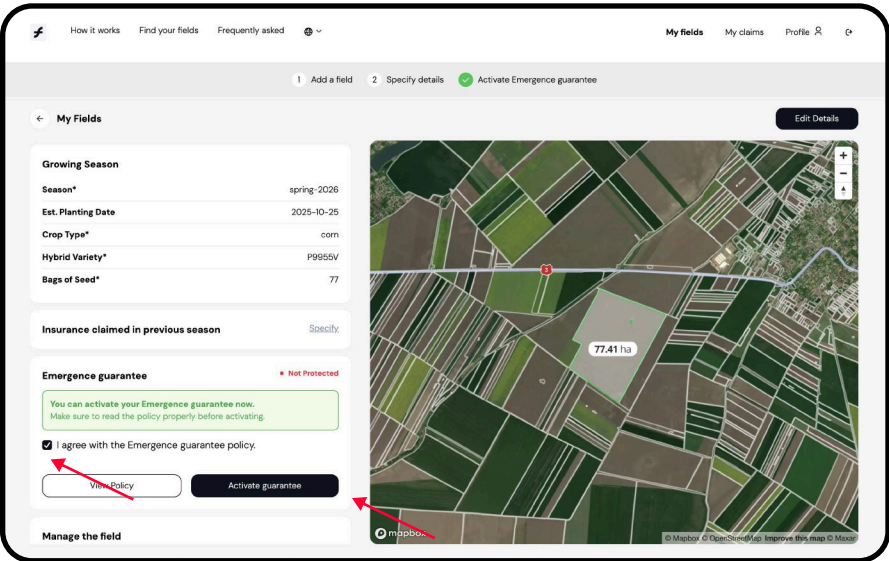 How it works Find your fields Frequently asked My fields My claims Profile
1 Add a field 2 Specify details Activate Emergence guarantee
My Fields Edit Details
Growing Season
Season* spring-2026
Est. Planting Date 2025-10-25
Crop Type* corn
Hybrid Variety* P9955V
Bags of Seed* 77
Insurance claimed in previous season Specify
Emergence guarantee Not Protected
You can activate your Emergence guarantee now.
Make sure to read the policy properly before activating.
I agree with the Emergence guarantee policy.
View Policy Activate guarantee
Manage the field
3
77.41 ha
mapbox
© Mapbox © OpenStreetMap Improve this map © Maxar